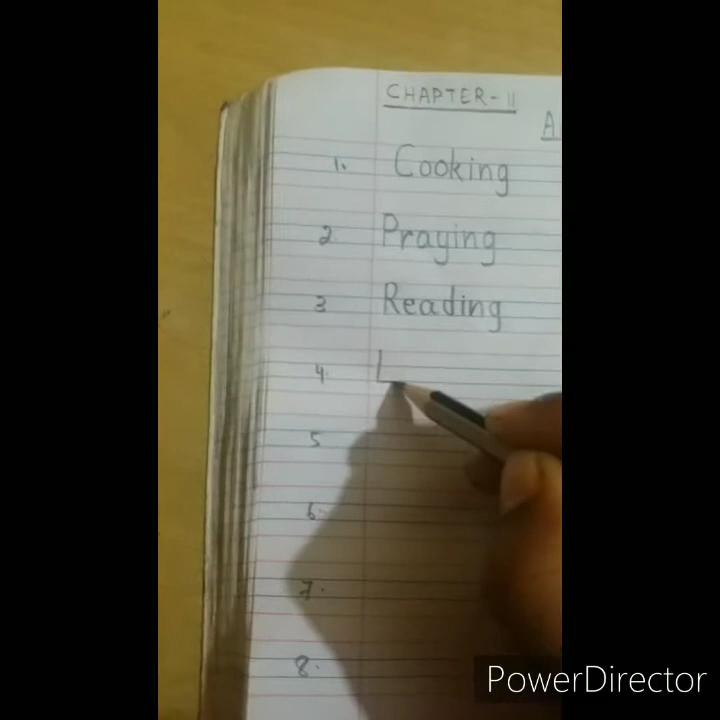 CHAPTER-11
A
1. Cooking
2 Praying
3 Reading
4. L
5
6.
7.
8.
PowerDirector